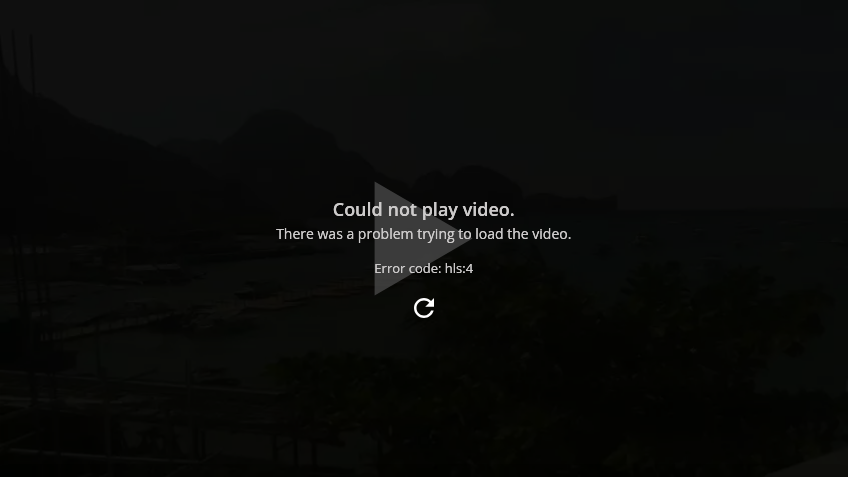 Could not play video.
There was a problem trying to load the video.
Error code: hls:4